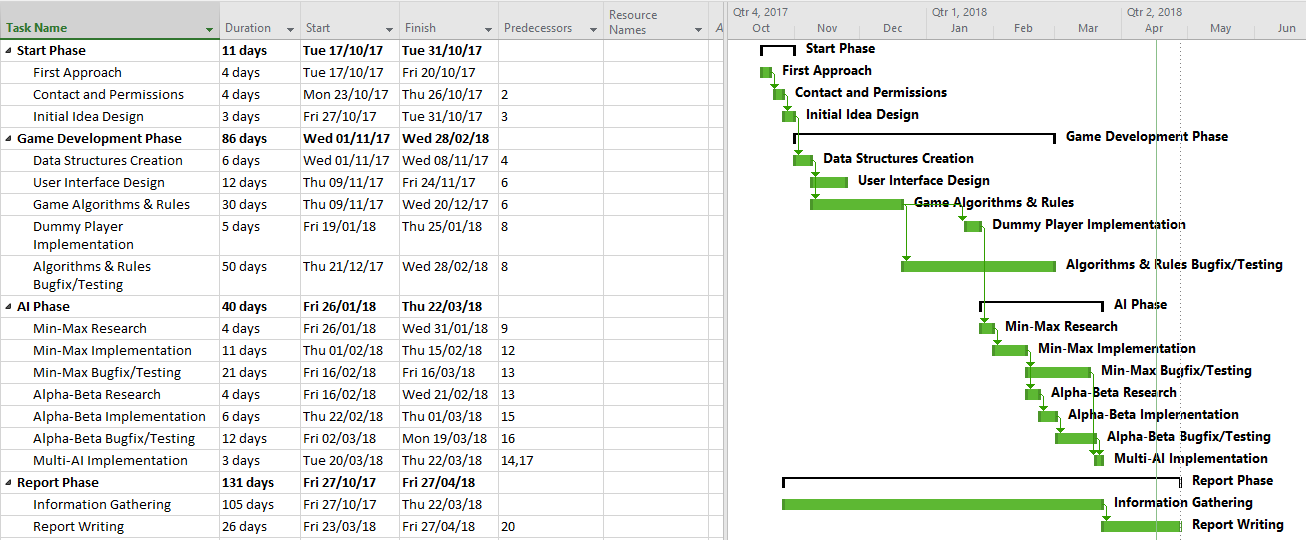 Task Name Duration Start Finish Predecessors Resource Names A
Qtr 4, 2017 Qtr 1, 2018 Qtr 2, 2018
Oct Nov Dec Jan Feb Mar Apr May Jun
Start Phase 11 days Tue 17/10/17 Tue 31/10/17 Start Phase
First Approach 4 days Tue 17/10/17 Fri 20/10/17 First Approach
Contact and Permissions 4 days Mon 23/10/17 Thu 26/10/17 2 Contact and Permissions
Initial Idea Design 3 days Fri 27/10/17 Tue 31/10/17 3 Initial Idea Design
Game Development Phase 86 days Wed 01/11/17 Wed 28/02/18 Game Development Phase
Data Structures Creation 6 days Wed 01/11/17 Wed 08/11/17 4 Data Structures Creation
User Interface Design 12 days Thu 09/11/17 Fri 24/11/17 6 User Interface Design
Game Algorithms & Rules 30 days Thu 09/11/17 Wed 20/12/17 6 Game Algorithms & Rules
Dummy Player Implementation 5 days Fri 19/01/18 Thu 25/01/18 8 Dummy Player Implementation
Algorithms & Rules Bugfix/Testing 50 days Thu 21/12/17 Wed 28/02/18 8 Algorithms & Rules Bugfix/Testing
AI Phase 40 days Fri 26/01/18 Thu 22/03/18 AI Phase
Min-Max Research 4 days Fri 26/01/18 Wed 31/01/18 9 Min-Max Research
Min-Max Implementation 11 days Thu 01/02/18 Thu 15/02/18 12 Min-Max Implementation
Min-Max Bugfix/Testing 21 days Fri 16/02/18 Fri 16/03/18 13 Min-Max Bugfix/Testing
Alpha-Beta Research 4 days Fri 16/02/18 Wed 21/02/18 13 Alpha-Beta Research
Alpha-Beta Implementation 6 days Thu 22/02/18 Thu 01/03/18 15 Alpha-Beta Implementation
Alpha-Beta Bugfix/Testing 12 days Fri 02/03/18 Mon 19/03/18 16 Alpha-Beta Bugfix/Testing
Multi-AI Implementation 3 days Tue 20/03/18 Thu 22/03/18 14,17 Multi-AI Implementation
Report Phase 131 days Fri 27/10/17 Fri 27/04/18 Report Phase
Information Gathering 105 days Fri 27/10/17 Thu 22/03/18 Information Gathering
Report Writing 26 days Fri 23/03/18 Fri 27/04/18 20 Report Writing